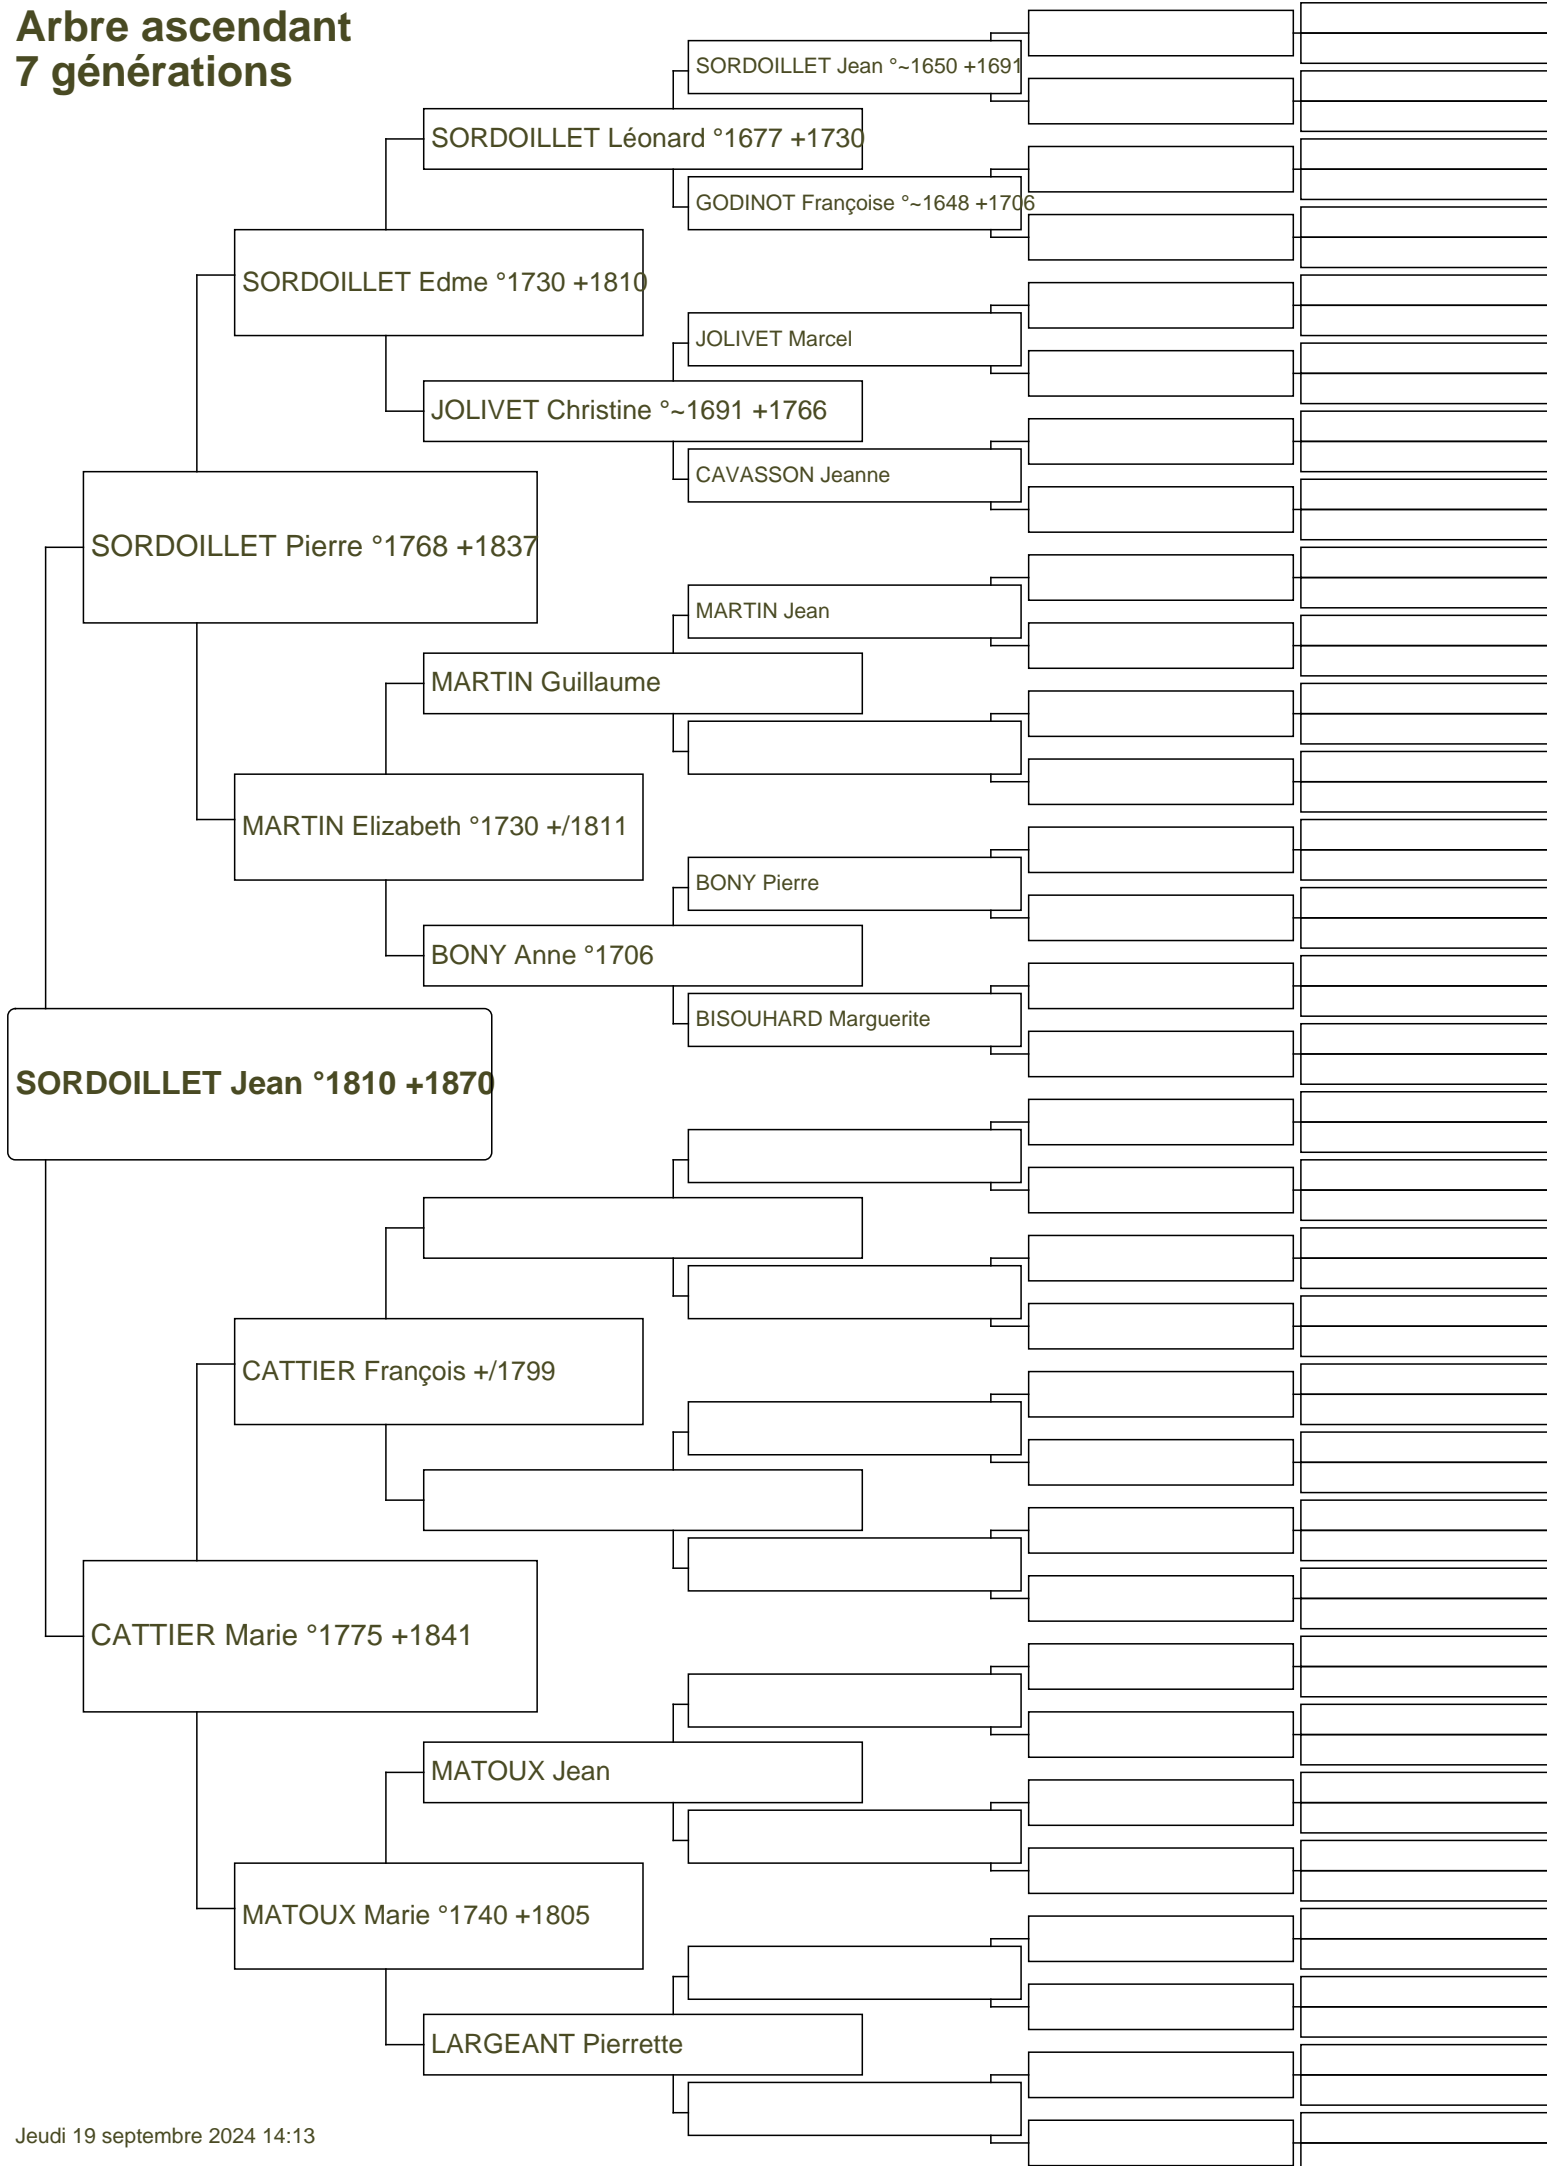 Arbre ascendant
7 générations
SORDOILLET Jean °~1650 +1691
SORDOILLET Léonard °1677 +1730
GODINOT Françoise °~1648 +1706
SORDOILLET Edme °1730 +1810
JOLIVET Marcel
JOLIVET Christine °~1691 +1766
CAVASSON Jeanne
SORDOILLET Pierre °1768 +1837
MARTIN Jean
MARTIN Guillaume
MARTIN Elizabeth °1730 +/1811
BONY Pierre
BONY Anne °1706
BISOUHARD Marguerite
SORDOILLET Jean °1810 +1870
CATTIER François +/1799
CATTIER Marie °1775 +1841
MATOUX Jean
MATOUX Marie °1740 +1805
LARGEANT Pierrette
Jeudi 19 septembre 2024 14:13